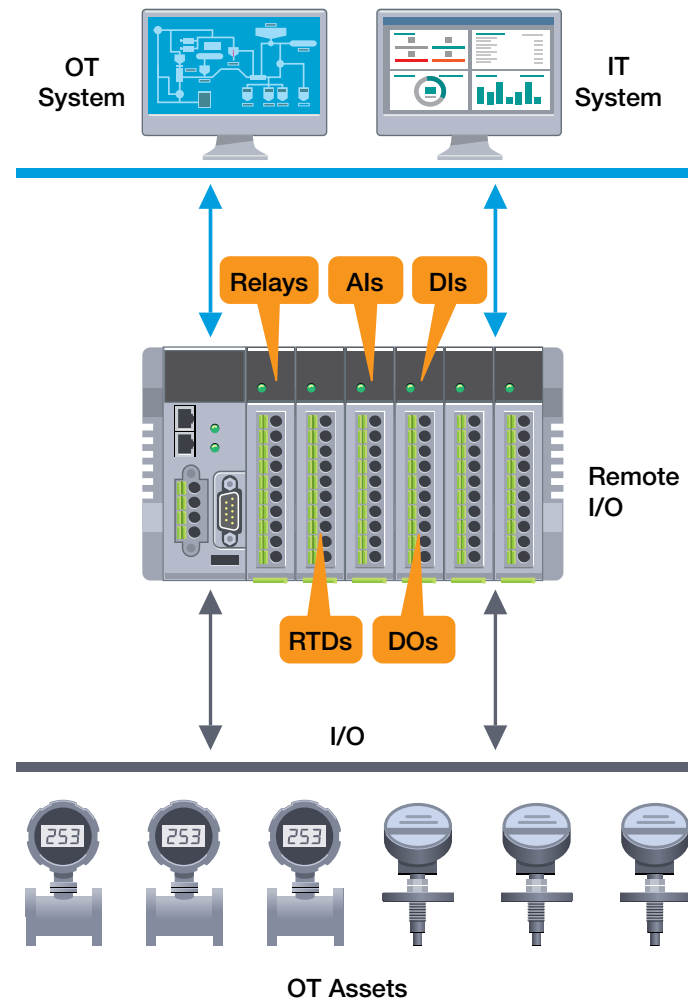 OT
System
IT
System
Relays
AIs
DIs
Remote
I/O
RTDs
DOs
I/O
253
253
253
OT Assets